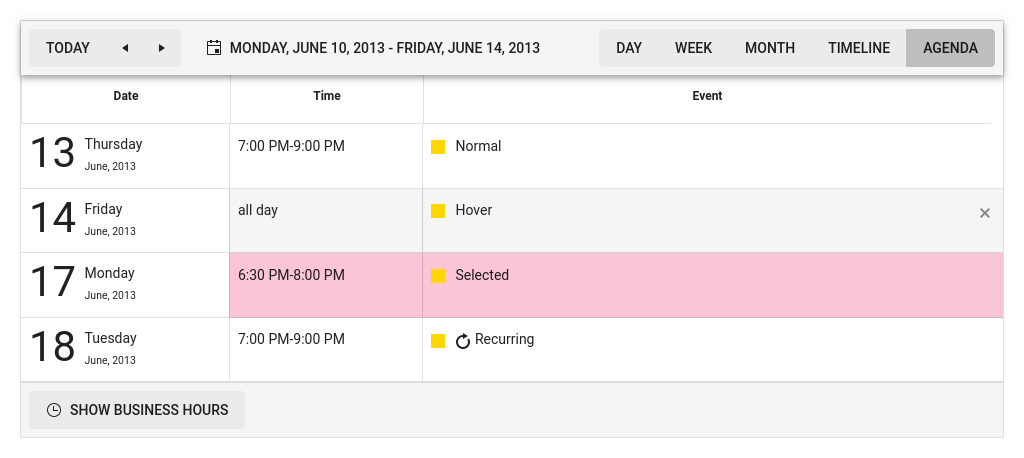 TODAY MONDAY, JUNE 10, 2013 - FRIDAY, JUNE 14, 2013 DAY WEEK MONTH TIMELINE AGENDA
Date Time Event
13 Thursday 7:00 PM-9:00 PM Normal
June, 2013
14 Friday all day Hover
June, 2013
17 Monday 6:30 PM-8:00 PM Selected
June, 2013
18 Tuesday 7:00 PM-9:00 PM Recurring
June, 2013
SHOW BUSINESS HOURS